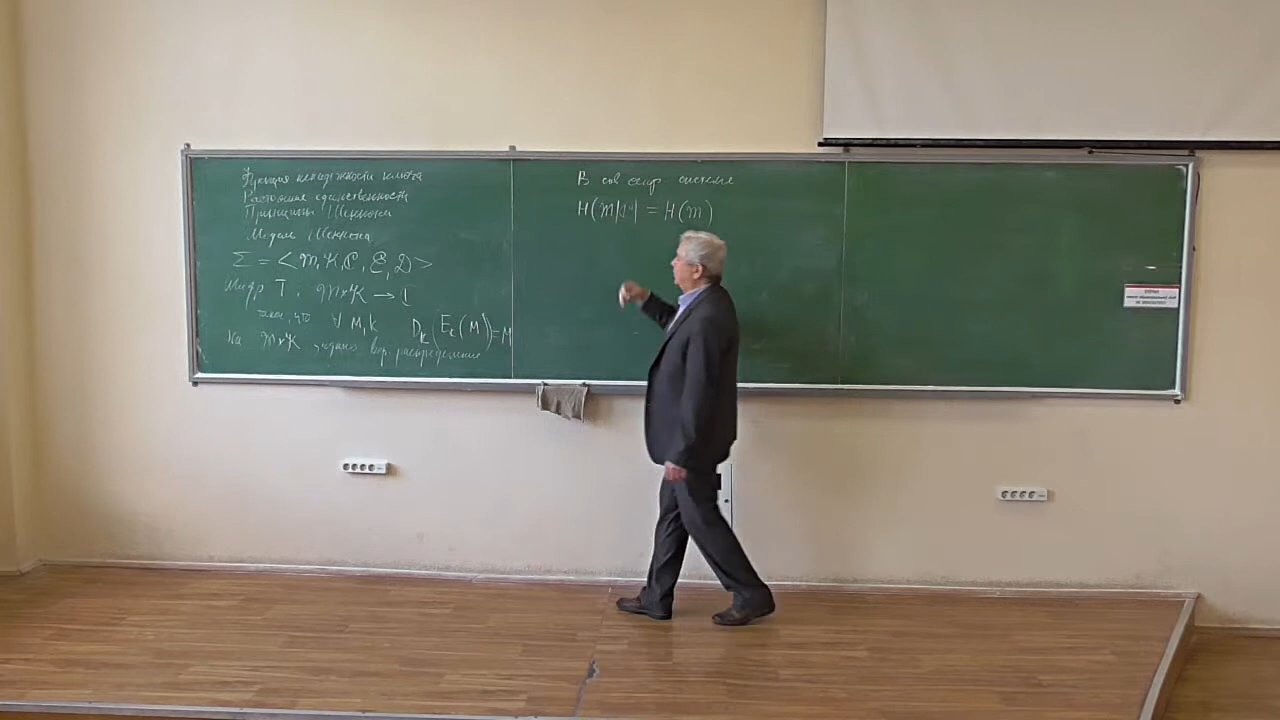 Функция ненадежности ключа
Расстояние единственности
Принципы Шеннона
Модель Шеннона
Σ = <M, K, C, E, D>
Шифр T: M×K → C
такое, что ∀ M, k D_k(E_k(M)) = M
На M×K задано вер. распределение
В сов секр системе
H(M|C) = H(M)